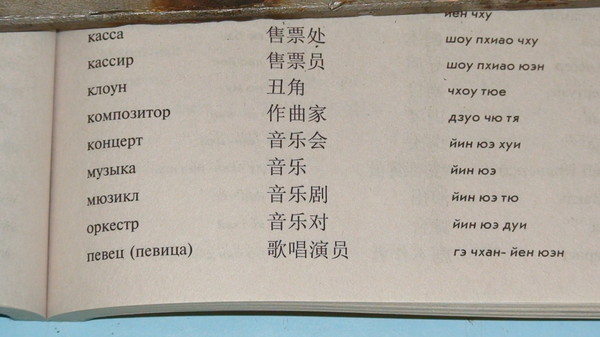 йен чху
касса 售票处 шоу пхиао чху
кассир 售票员 шоу пхиао юэн
клоун 丑角 чхоу тюе
композитор 作曲家 дзуо чю тя
концерт 音乐会 йин юэ хуи
музыка 音乐 йин юэ
мюзикл 音乐剧 йин юэ тю
оркестр 音乐对 йин юэ дуи
певец (певица) 歌唱演员 гэ чхан- йен юэн